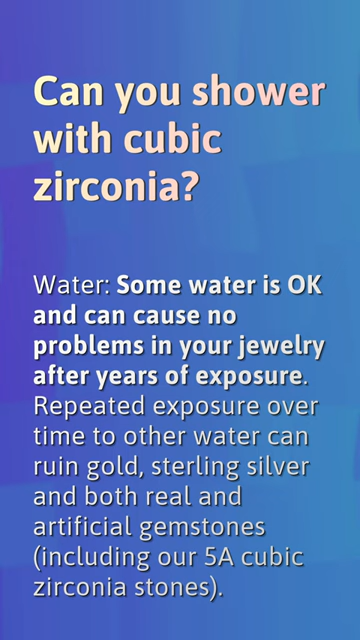 Can you shower
with cubic
zirconia?
Water: Some water is OK
and can cause no
problems in your jewelry
after years of exposure.
Repeated exposure over
time to other water can
ruin gold, sterling silver
and both real and
artificial gemstones
(including our 5A cubic
zirconia stones).